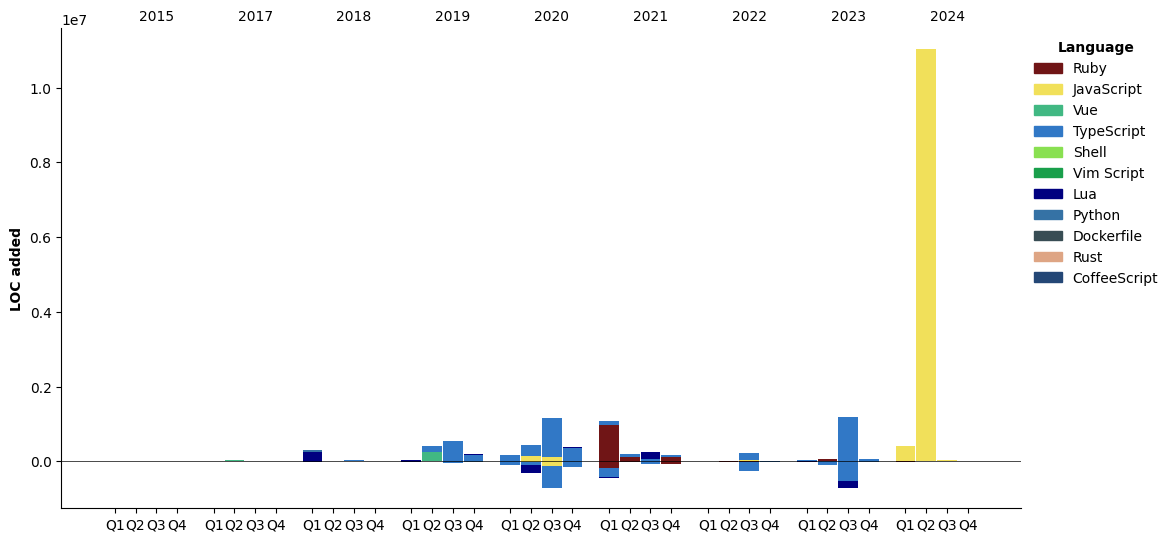 1e7
2015 2017 2018 2019 2020 2021 2022 2023 2024
LOC added
1.0
0.8
0.6
0.4
0.2
0.0
Q1 Q2 Q3 Q4 Q1 Q2 Q3 Q4 Q1 Q2 Q3 Q4 Q1 Q2 Q3 Q4 Q1 Q2 Q3 Q4 Q1 Q2 Q3 Q4 Q1 Q2 Q3 Q4 Q1 Q2 Q3 Q4 Q1 Q2 Q3 Q4
Language
Ruby
JavaScript
Vue
TypeScript
Shell
Vim Script
Lua
Python
Dockerfile
Rust
CoffeeScript